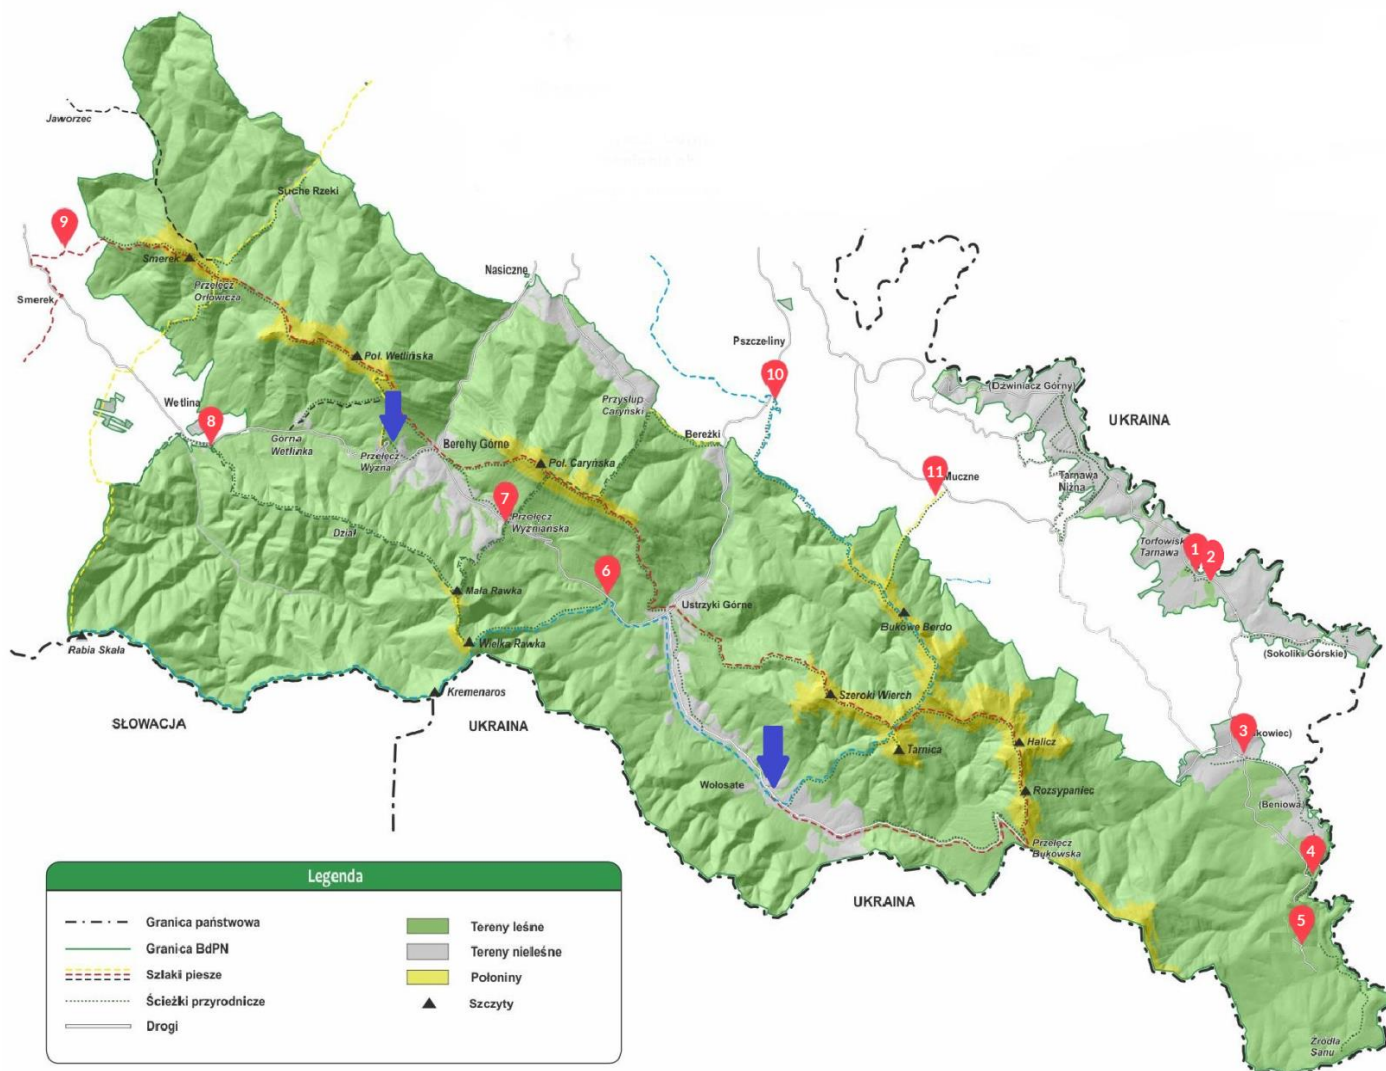 Jaworzec
Suche Rzeki
9
Smerek
Przełęcz
Orłowicza
Smerek
Nasiczne
Poł. Wetlińska
Pszczeliny
10
(Dźwiniacz Górny)
UKRAINA
Wetlina
8
Przysłup
Caryński
Górna
Wetlinka
Przełęcz
Wyżna
Berehy Górne
Bereżki
Poł. Caryńska
11
Muczne
Tarnawa
Niżna
7
Przełęcz
Wyżniańska
Dział
Torfowisk
Tarnawa
1
2
6
Mała Rawka
Ustrzyki Górne
Bukowe Berdo
Wielka Rawka
Rabia Skała
(Sokoliki Górskie)
Kremenaros
Szeroki Wierch
SŁOWACJA
UKRAINA
3
kowiec)
Tarnica
Halicz
Wołosate
Rozsypaniec
(Beniowa)
Przełęcz
Bukowska
4
UKRAINA
5
Źródła
Sanu
Legenda
Granica państwowa
Granica BdPN
Szlaki piesze
Ścieżki przyrodnicze
Drogi
Tereny leśne
Tereny nieleśne
Połoniny
Szczyty